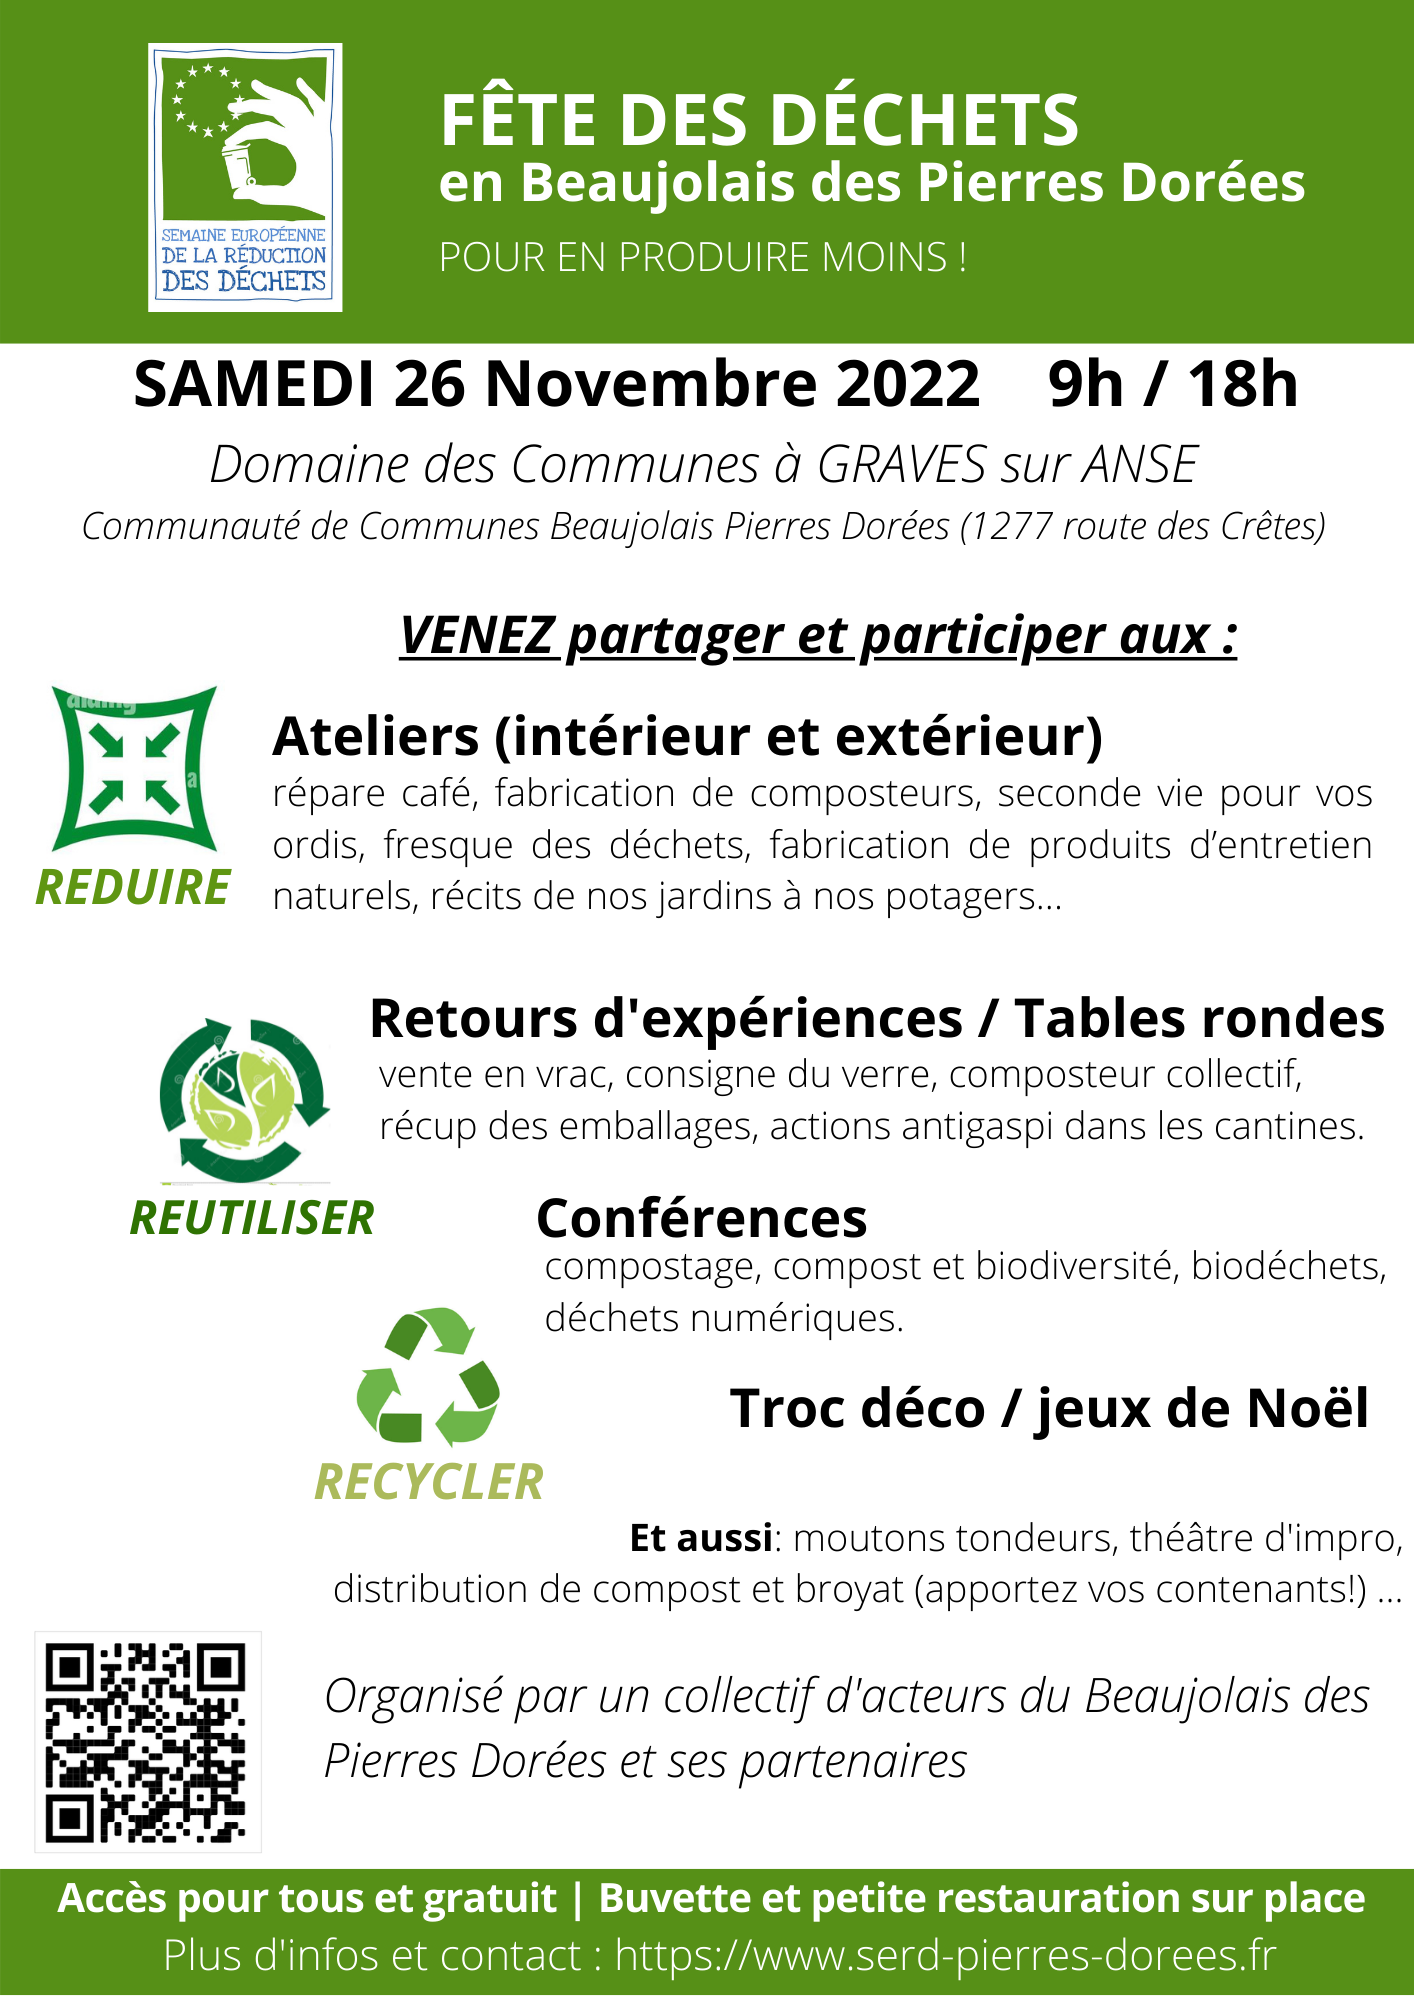 FÊTE DES DÉCHETS
en Beaujolais des Pierres Dorées
POUR EN PRODUIRE MOINS !
SEMAINE EUROPÉENNE
DE LA RÉDUCTION
DES DÉCHETS
SAMEDI 26 Novembre 2022 9h / 18h
Domaine des Communes à GRAVES sur ANSE
Communauté de Communes Beaujolais Pierres Dorées (1277 route des Crêtes)
VENEZ partager et participer aux :
Ateliers (intérieur et extérieur)
répare café, fabrication de composteurs, seconde vie pour vos
ordis, fresque des déchets, fabrication de produits d’entretien
naturels, récits de nos jardins à nos potagers...
REDUIRE
Retours d'expériences / Tables rondes
vente en vrac, consigne du verre, composteur collectif,
récup des emballages, actions antigaspi dans les cantines.
REUTILISER
Conférences
compostage, compost et biodiversité, biodéchets,
déchets numériques.
Troc déco / jeux de Noël
RECYCLER
Et aussi: moutons tondeurs, théâtre d'impro,
distribution de compost et broyat (apportez vos contenants!) ...
Organisé par un collectif d'acteurs du Beaujolais des
Pierres Dorées et ses partenaires
Accès pour tous et gratuit | Buvette et petite restauration sur place
Plus d'infos et contact : https://www.serd-pierres-dorees.fr